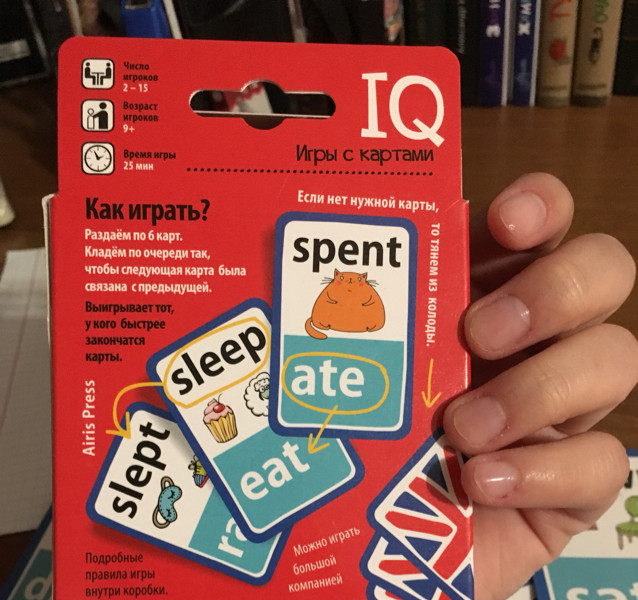 Число
игроков
2 – 15
Возраст
игроков
9+
Время игры
25 мин
IQ
Игры с картами
Как играть?
Раздаём по 6 карт.
Кладём по очереди так,
чтобы следующая карта была
связана с предыдущей.
Выигрывает тот,
у кого быстрее
закончатся
карты.
Если нет нужной карты,
то тянем из колоды.
spent
ate
sleep
eat
slept
Airis Press
Подробные
правила игры
внутри коробки.
Можно играть
большой
компанией